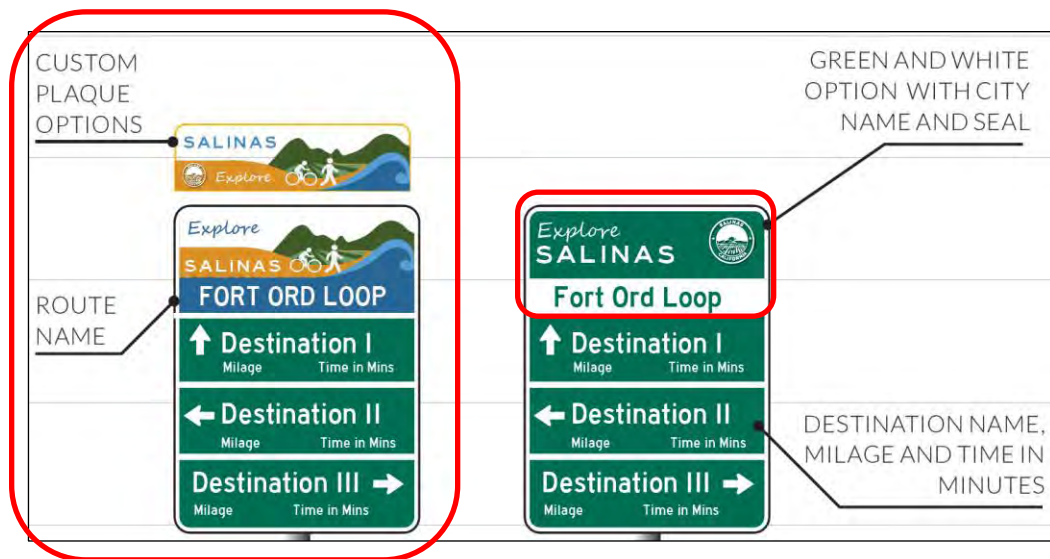 CUSTOM
PLAQUE
OPTIONS
SALINAS
Explore
Explore
SALINAS
FORT ORD LOOP
ROUTE
NAME
Destination I
Milage Time in Mins
Destination II
Milage Time in Mins
Destination III
Milage Time in Mins
GREEN AND WHITE
OPTION WITH CITY
NAME AND SEAL
Explore
SALINAS
SALINAS
CALIFORNIA
Fort Ord Loop
Destination I
Milage Time in Mins
Destination II
Milage Time in Mins
Destination III
Milage Time in Mins
DESTINATION NAME,
MILAGE AND TIME IN
MINUTES